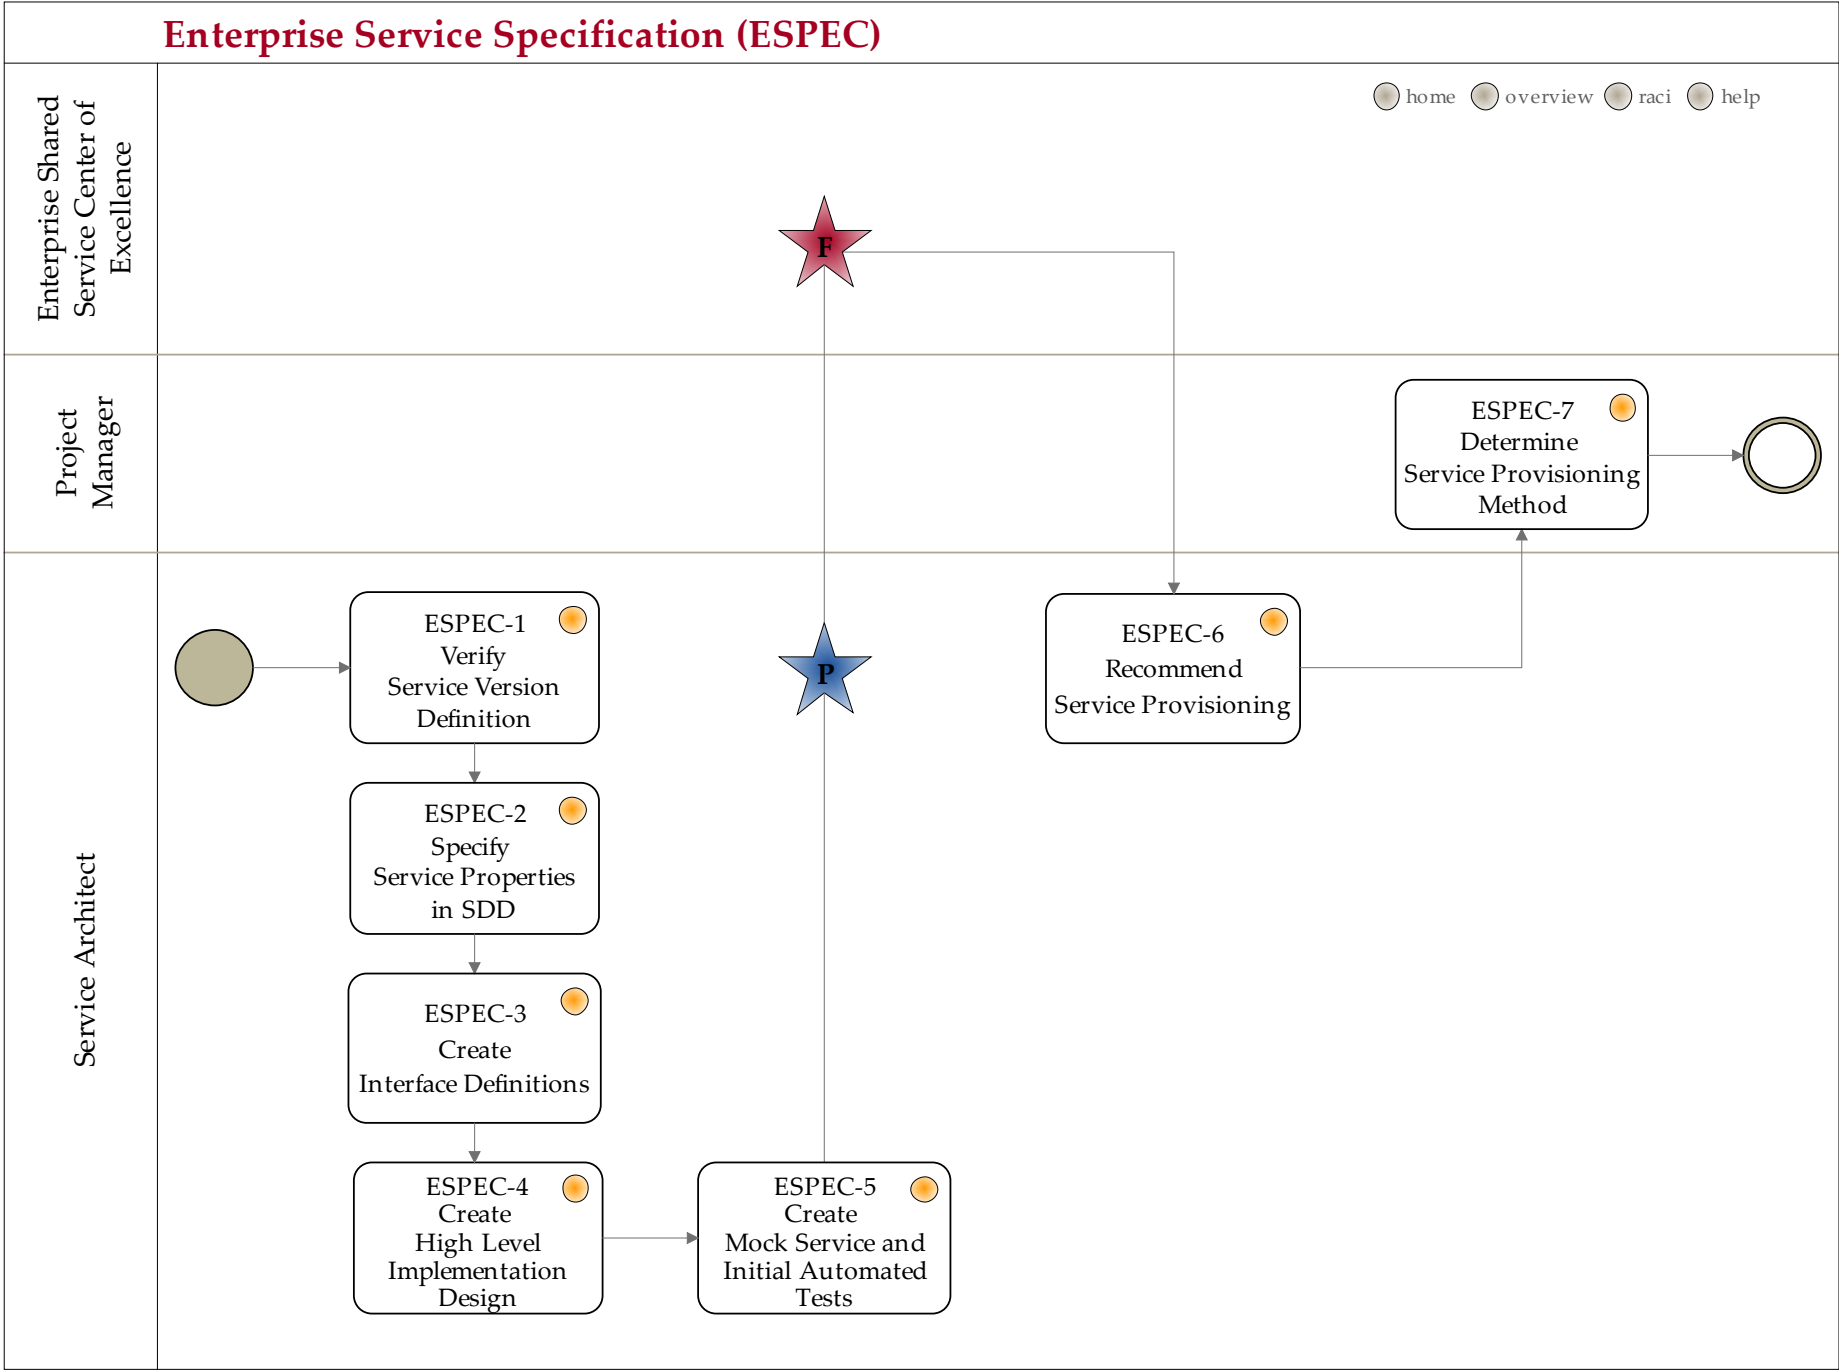 Enterprise Service Specification (ESPEC)
home overview raci help
Enterprise Shared
Service Center of
Excellence
F
Project
Manager
ESPEC-7
Determine
Service Provisioning
Method
Service Architect
ESPEC-1
Verify
Service Version
Definition
P
ESPEC-6
Recommend
Service Provisioning
ESPEC-2
Specify
Service Properties
in SDD
ESPEC-3
Create
Interface Definitions
ESPEC-4
Create
High Level
Implementation
Design
ESPEC-5
Create
Mock Service and
Initial Automated
Tests